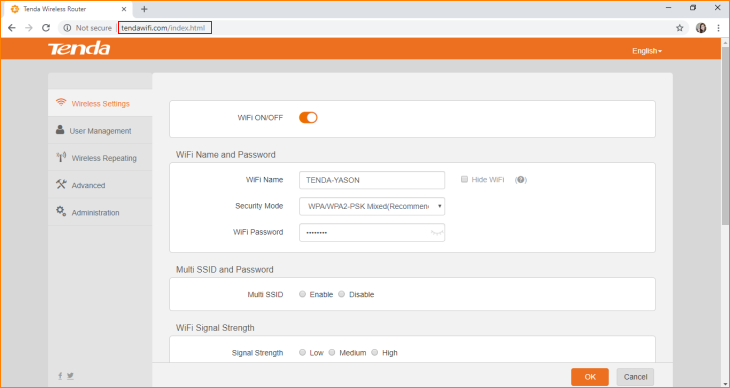 Tenda Wireless Router
Not secure
tendawifi.com/index.html
Tenda
English
Wireless Settings
User Management
Wireless Repeating
Advanced
Administration
WiFi ON/OFF
WiFi Name and Password
WiFi Name TENDA-YASON Hide WiFi (?)
Security Mode WPA/WPA2-PSK Mixed(Recommen
WiFi Password ••••••••
Multi SSID and Password
Multi SSID Enable Disable
WiFi Signal Strength
Signal Strength Low Medium High
OK Cancel